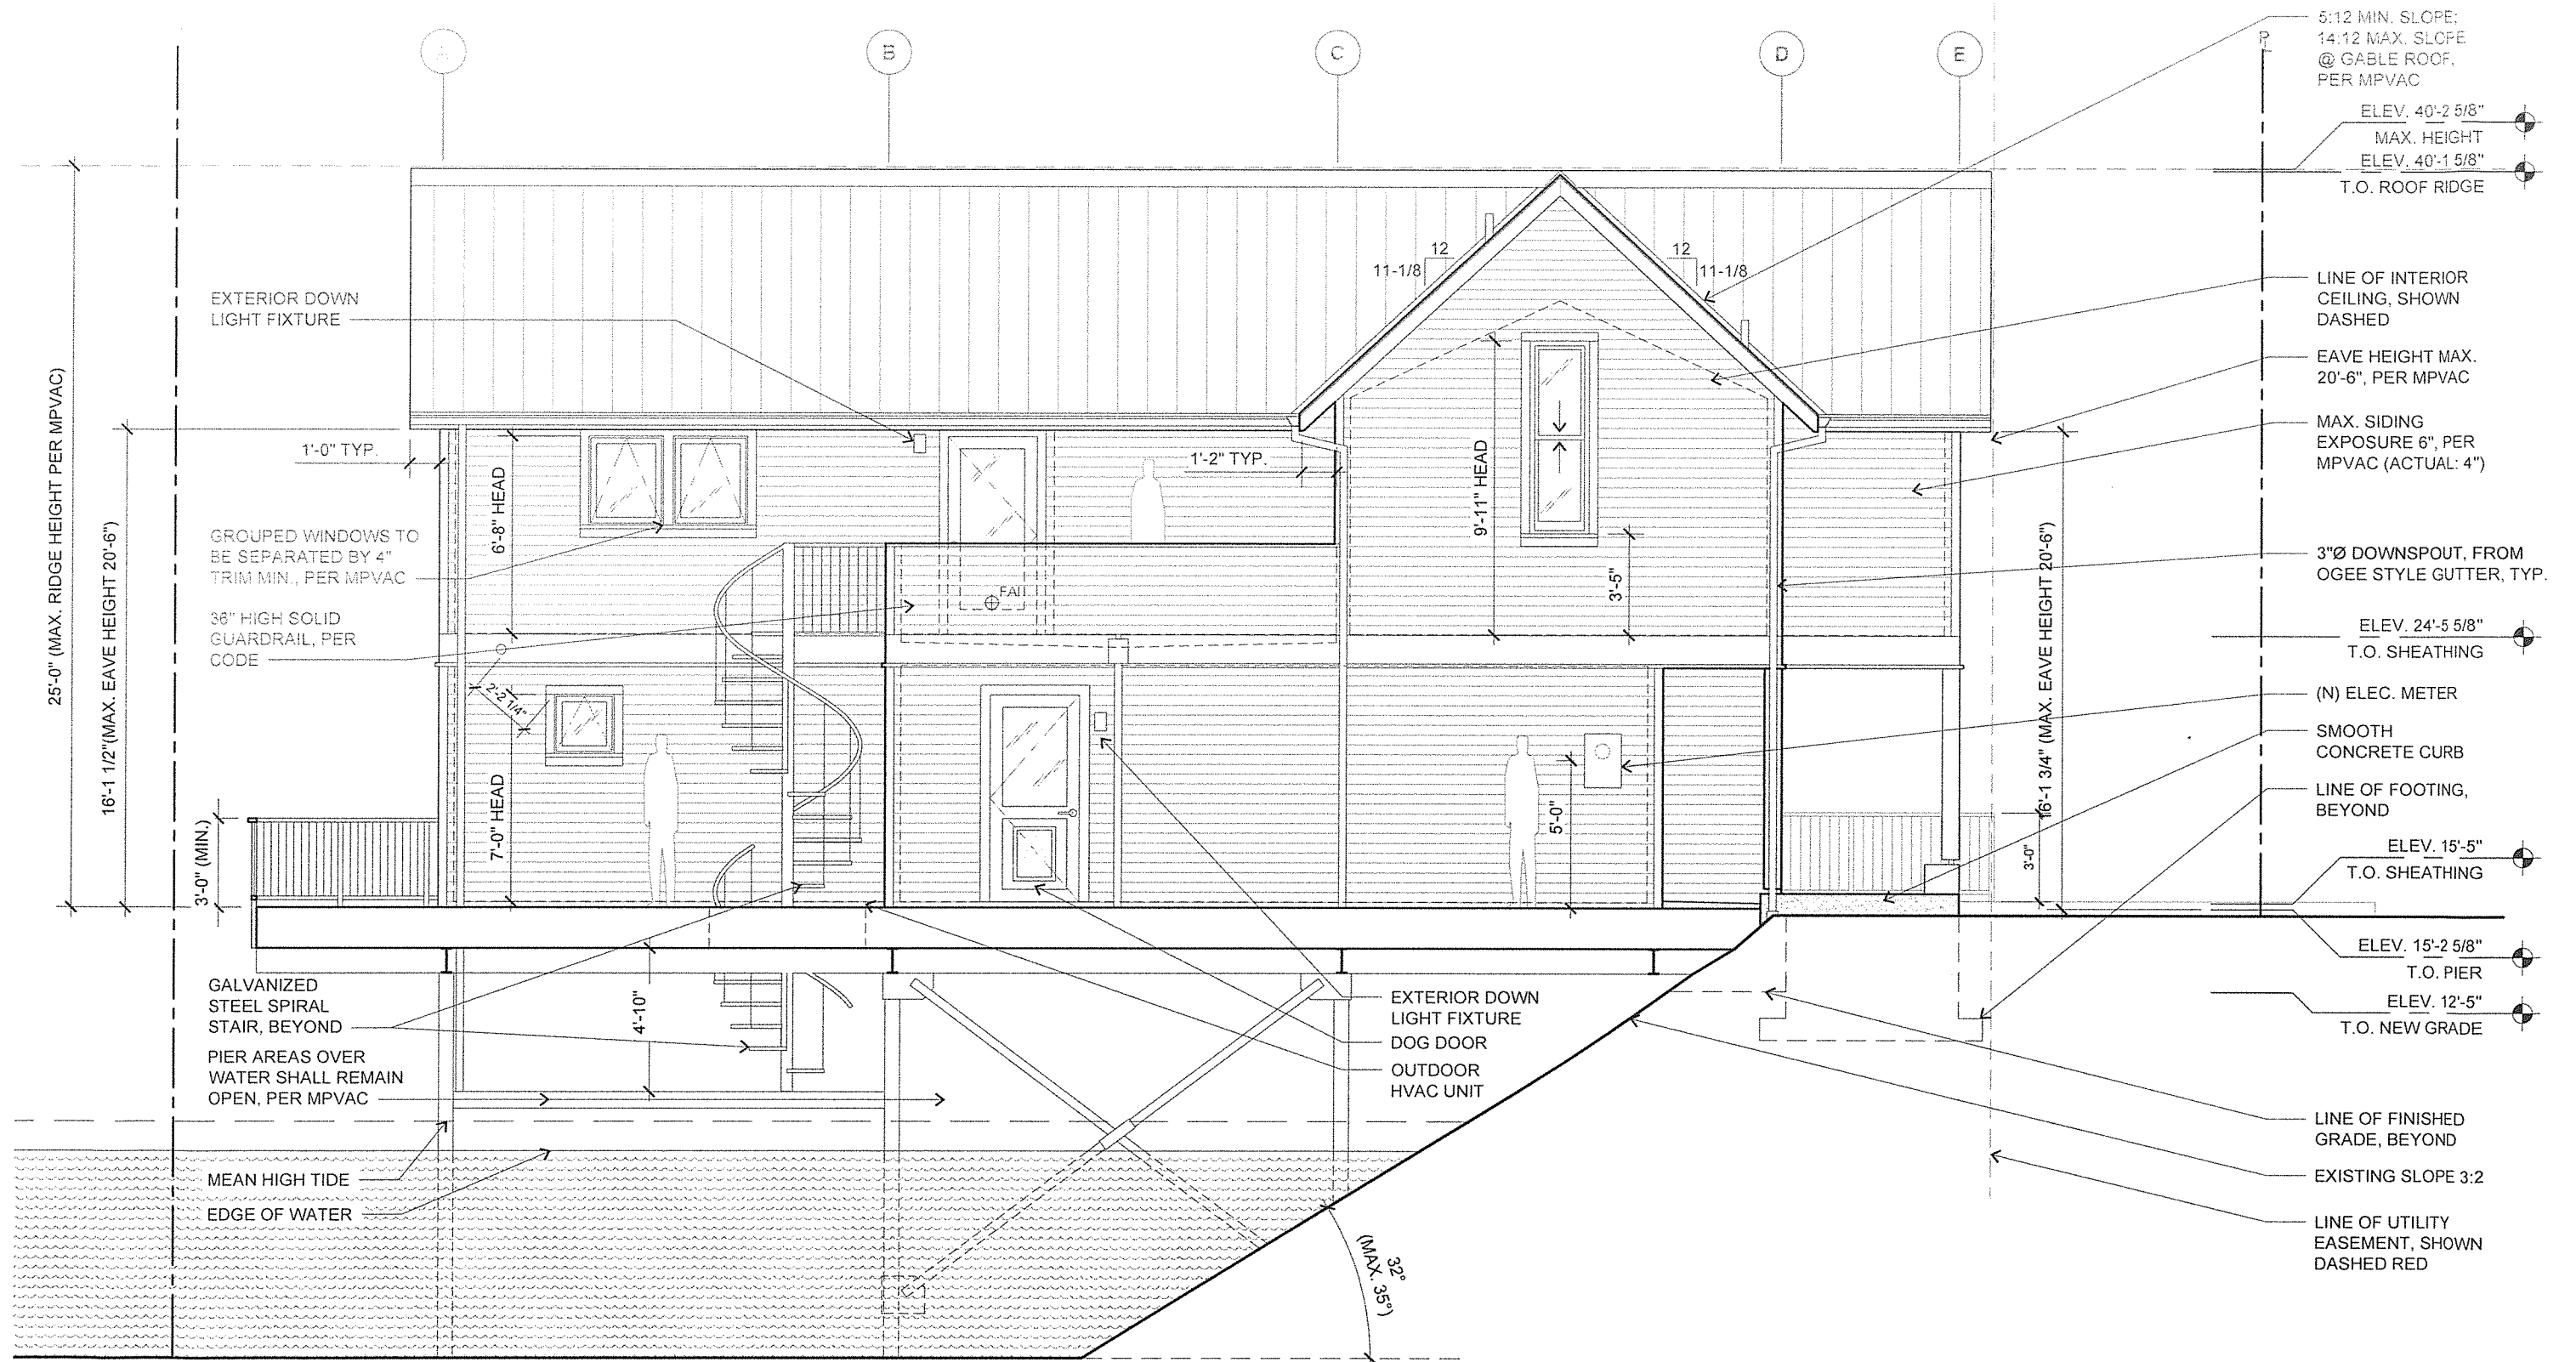 A
B
C
D
E
5:12 MIN. SLOPE;
14:12 MAX. SLOPE
@ GABLE ROOF,
PER MPVAC
PL
ELEV. 40'-2 5/8"
MAX. HEIGHT
ELEV. 40'-1 5/8"
T.O. ROOF RIDGE
12
11-1/8
12
11-1/8
EXTERIOR DOWN
LIGHT FIXTURE
LINE OF INTERIOR
CEILING, SHOWN
DASHED
EAVE HEIGHT MAX.
20'-6", PER MPVAC
MAX. SIDING
EXPOSURE 6", PER
MPVAC (ACTUAL: 4")
25'-0" (MAX. RIDGE HEIGHT PER MPVAC)
16'-1 1/2"(MAX. EAVE HEIGHT 20'-6")
1'-0" TYP.
6'-8" HEAD
1'-2" TYP.
9'-11" HEAD
3'-5"
GROUPED WINDOWS TO
BE SEPARATED BY 4"
TRIM MIN., PER MPVAC
36" HIGH SOLID
GUARDRAIL, PER
CODE
FAI
16'-1 3/4" (MAX. EAVE HEIGHT 20'-6")
3"Ø DOWNSPOUT, FROM
OGEE STYLE GUTTER, TYP.
ELEV. 24'-5 5/8"
T.O. SHEATHING
(N) ELEC. METER
SMOOTH
CONCRETE CURB
LINE OF FOOTING,
BEYOND
2'-2 1/4"
7'-0" HEAD
5'-0"
3'-0" (MIN.)
3'-0"
ELEV. 15'-5"
T.O. SHEATHING
ELEV. 15'-2 5/8"
T.O. PIER
ELEV. 12'-5"
T.O. NEW GRADE
GALVANIZED
STEEL SPIRAL
STAIR, BEYOND
4'-10"
PIER AREAS OVER
WATER SHALL REMAIN
OPEN, PER MPVAC
MEAN HIGH TIDE
EDGE OF WATER
EXTERIOR DOWN
LIGHT FIXTURE
DOG DOOR
OUTDOOR
HVAC UNIT
32°
(MAX. 35°)
LINE OF FINISHED
GRADE, BEYOND
EXISTING SLOPE 3:2
LINE OF UTILITY
EASEMENT, SHOWN
DASHED RED